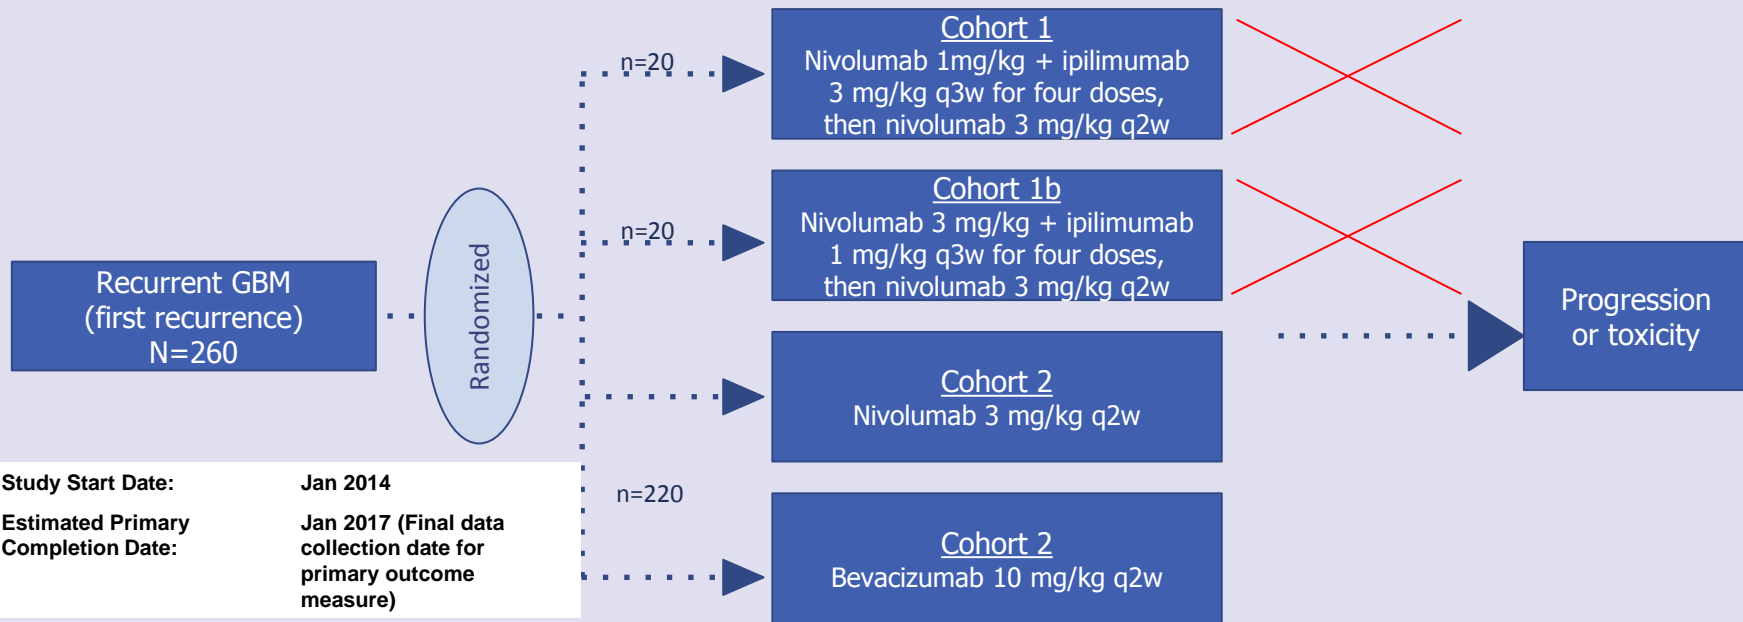 Recurrent GBM
(first recurrence)
N=260
Randomized
n=20
Cohort 1
Nivolumab 1mg/kg + ipilimumab
3 mg/kg q3w for four doses,
then nivolumab 3 mg/kg q2w
n=20
Cohort 1b
Nivolumab 3 mg/kg + ipilimumab
1 mg/kg q3w for four doses,
then nivolumab 3 mg/kg q2w
Cohort 2
Nivolumab 3 mg/kg q2w
n=220
Cohort 2
Bevacizumab 10 mg/kg q2w
Progression
or toxicity
Study Start Date: Jan 2014
Estimated Primary Jan 2017 (Final data
Completion Date: collection date for
primary outcome
measure)